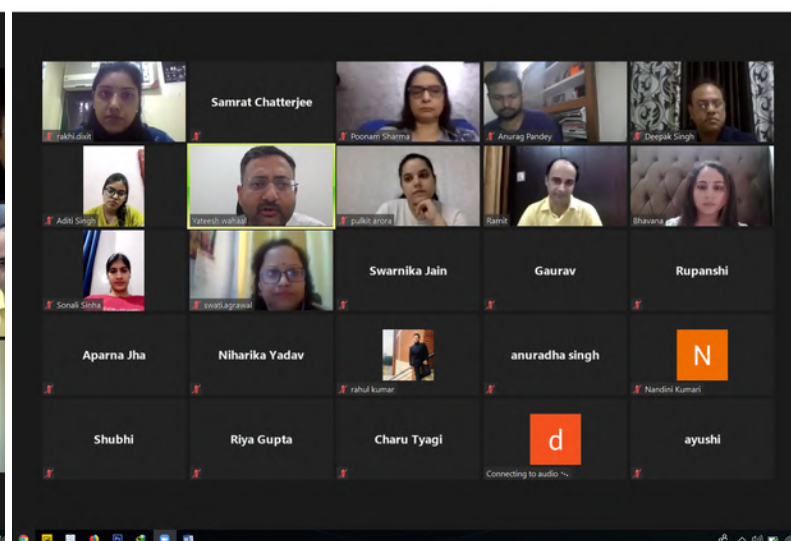 rakhi.dixit
Samrat Chatterjee
Poonam Sharma
Anurag Pandey
Deepak Singh
Aditi Singh
Yateesh wahaal
pulkit arora
Ramit
Bhavana
Sonali Sinha
swati.agrawal
Swarnika Jain
Gaurav
Rupanshi
Aparna Jha
Niharika Yadav
rahul kumar
anuradha singh
N
Nandini Kumari
Shubhi
Riya Gupta
Charu Tyagi
d
Connecting to audio
ayushi